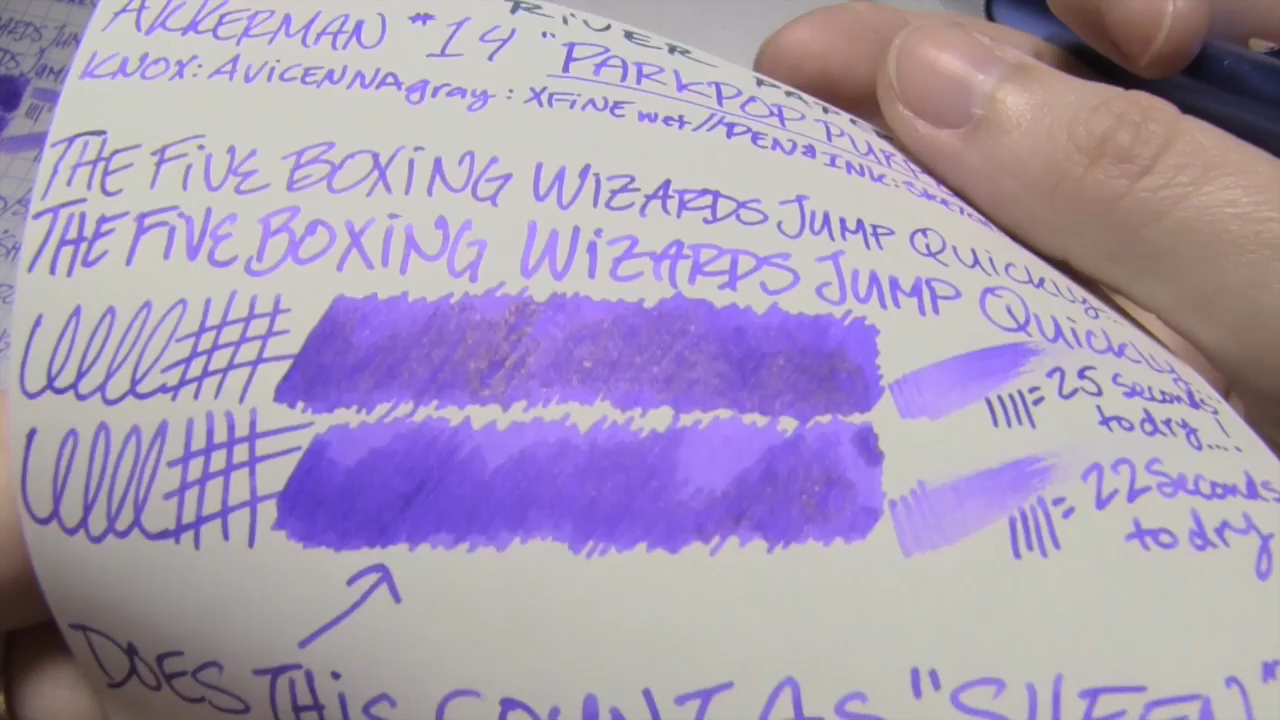 RiVER
AKKERMAN #14 "PARKPOP
KNOX: AViCENNAgray: XFiNE wet//PEN&INK:
THE FiVE BOXiNG WiZARDS JUMP Quickly...
THE FiVE BOXiNG WiZARDS JUMP Quickly!
= 25 seconds
to dry....
= 22 Seconds
to dry
DOES THiS COUNT AS "SHEEN"